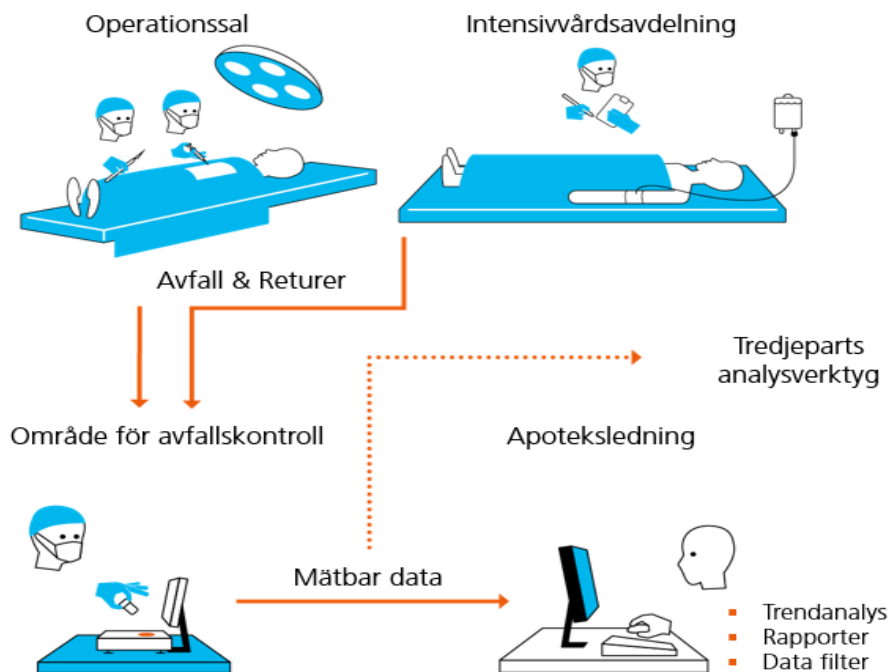 Operationssal
Intensivvårdsavdelning
Avfall & Returer
Tredjeparts
analysverktyg
Område för avfallskontroll
Apoteksledning
Mätbar data
Trendanalys
Rapporter
Data filter